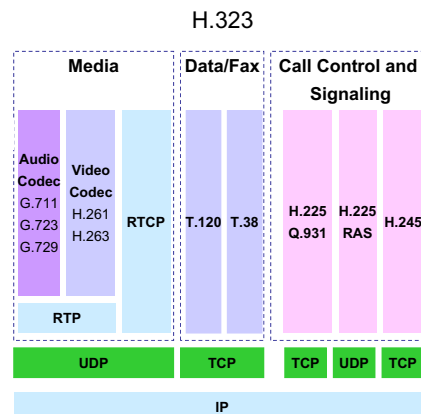 H.323
Media
Data/Fax
Call Control and
Signaling
Audio
Codec
G.711
G.723
G.729
Video
Codec
H.261
H.263
RTCP
RTP
T.120
T.38
H.225
Q.931
H.225
RAS
H.245
UDP
TCP
TCP
UDP
TCP
IP